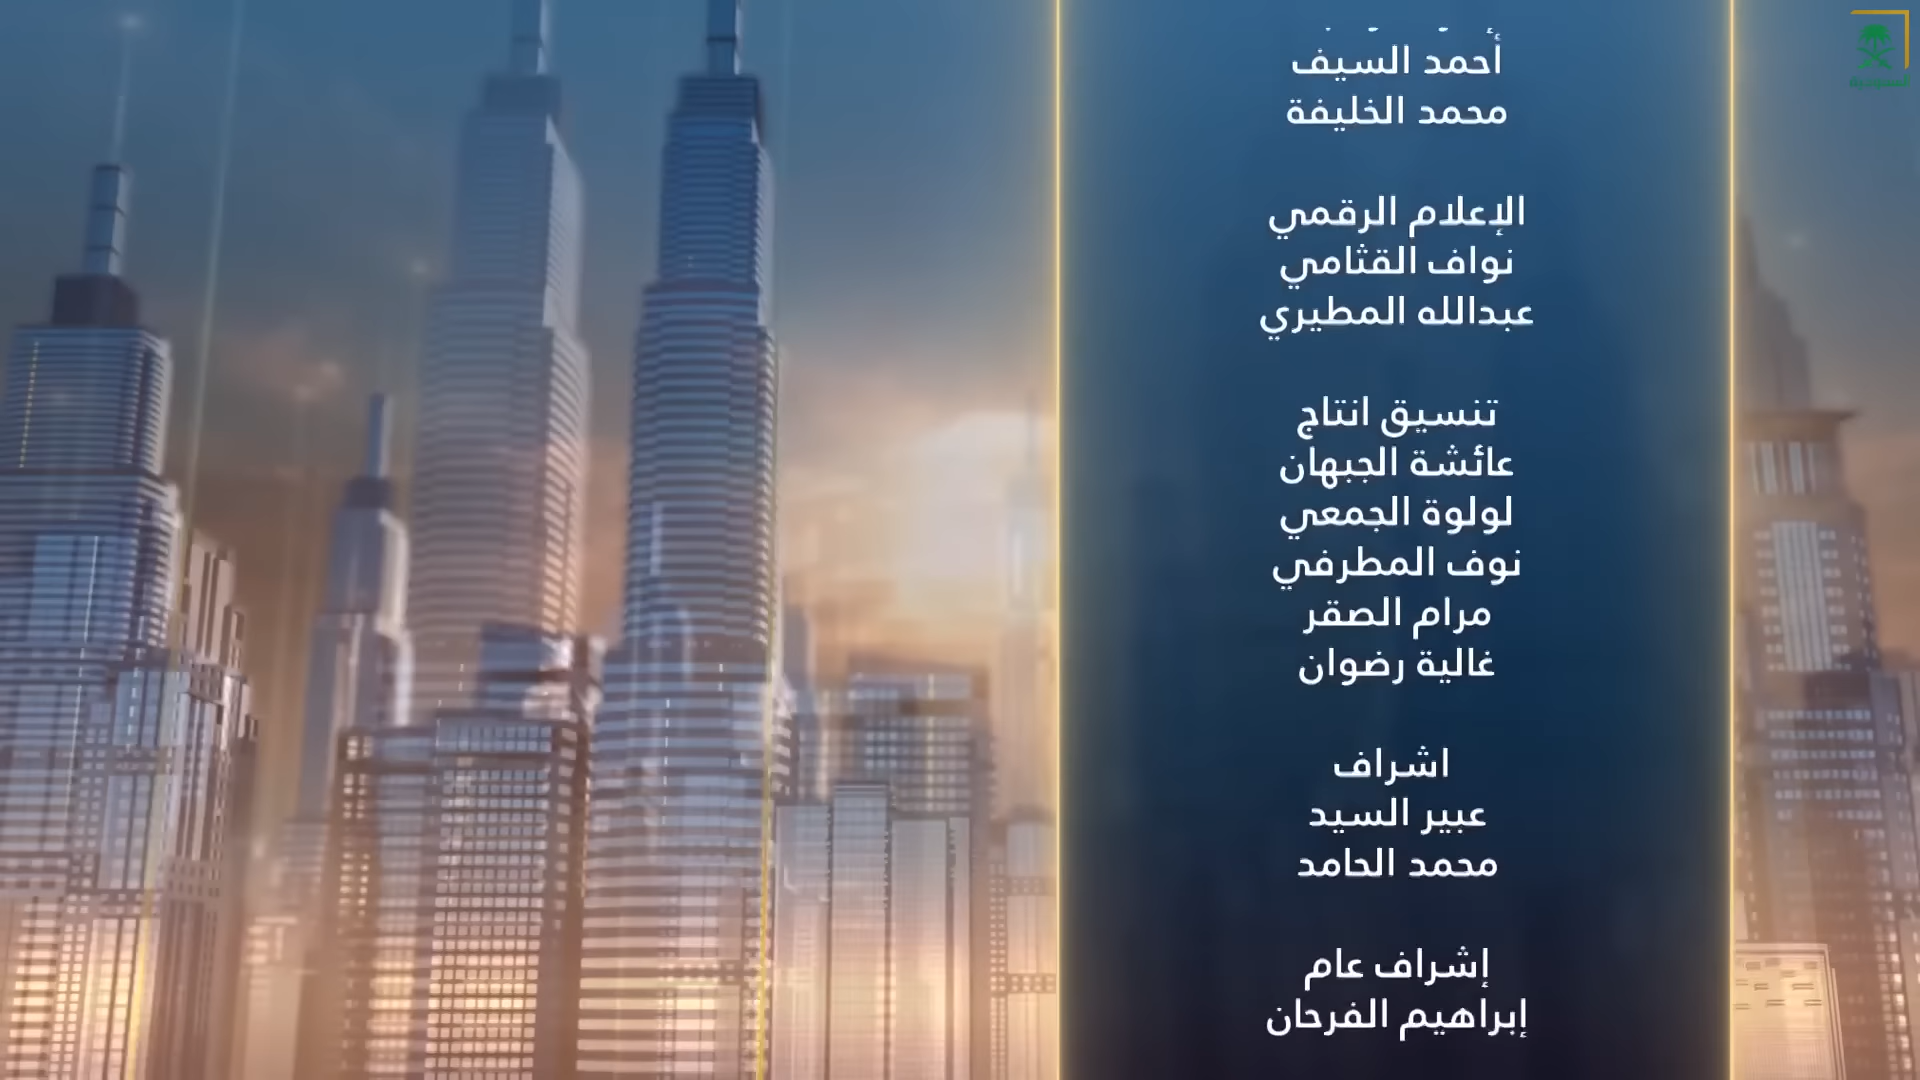 أحمد السيف
محمد الخليفة
الإعلام الرقمي
نواف القثامي
عبدالله المطيري
تنسيق انتاج
عائشة الجبهان
لولوة الجمعي
نوف المطرفي
مرام الصقر
غالية رضوان
اشراف
عبير السيد
محمد الحامد
إشراف عام
إبراهيم الفرحان
السعودية